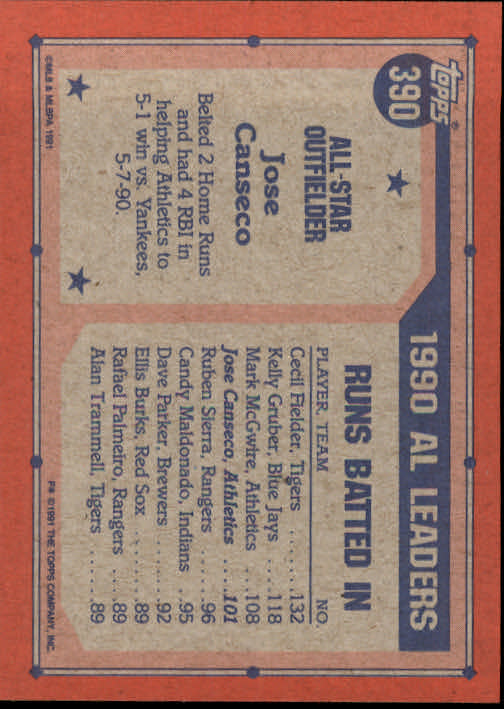 topps®
390
ALL-STAR
OUTFIELDER
Jose
Canseco
Belted 2 Home Runs
and had 4 RBI in
helping Athletics to
5-1 win vs. Yankees,
5-7-90.
©MLB & MLBPA, 1991
1990 AL LEADERS
RUNS BATTED IN
PLAYER, TEAM NO.
Cecil Fielder, Tigers ...... 132
Kelly Gruber, Blue Jays ... 118
Mark McGwire, Athletics 108
Jose Canseco, Athletics ....101
Ruben Sierra, Rangers .... 96
Candy Maldonado, Indians .. 95
Dave Parker, Brewers ..... 92
Ellis Burks, Red Sox ...... 89
Rafael Palmeiro, Rangers .. 89
Alan Trammell, Tigers .... 89
©1991 THE TOPPS COMPANY, INC.